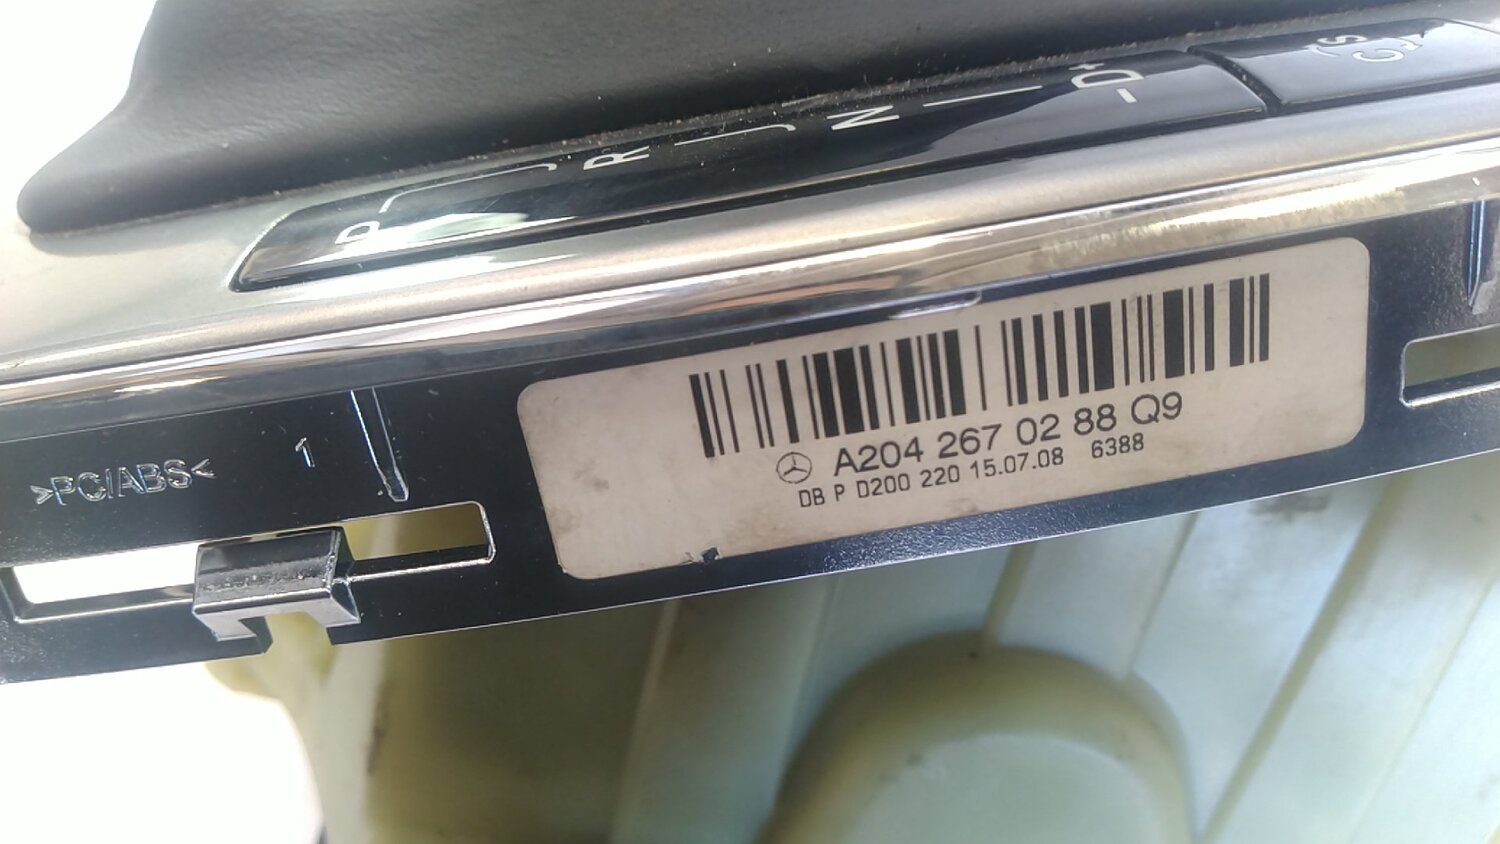 P R N D+
–
S
C
>PC/ABS<
1
A204 267 02 88 Q9
DB P D200 220 15.07.08 6388